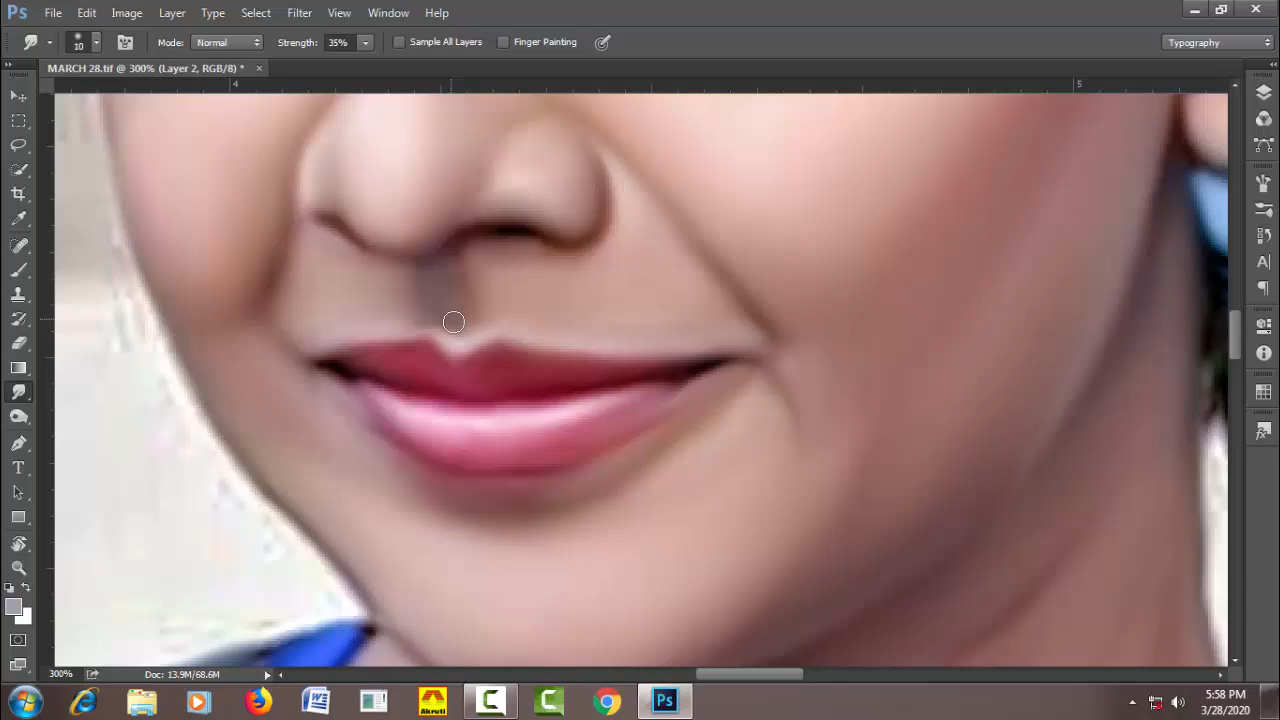 Ps File Edit Image Layer Type Select Filter 3D View Window Help
10 Mode: Normal Strength: 35% Sample All Layers Finger Painting Typography
MARCH 28.tif @ 300% (Layer 2, RGB/8) * ×
4 5
300% Doc: 13.9M/68.6M
Akruti Ps 5:58 PM
3/28/2020